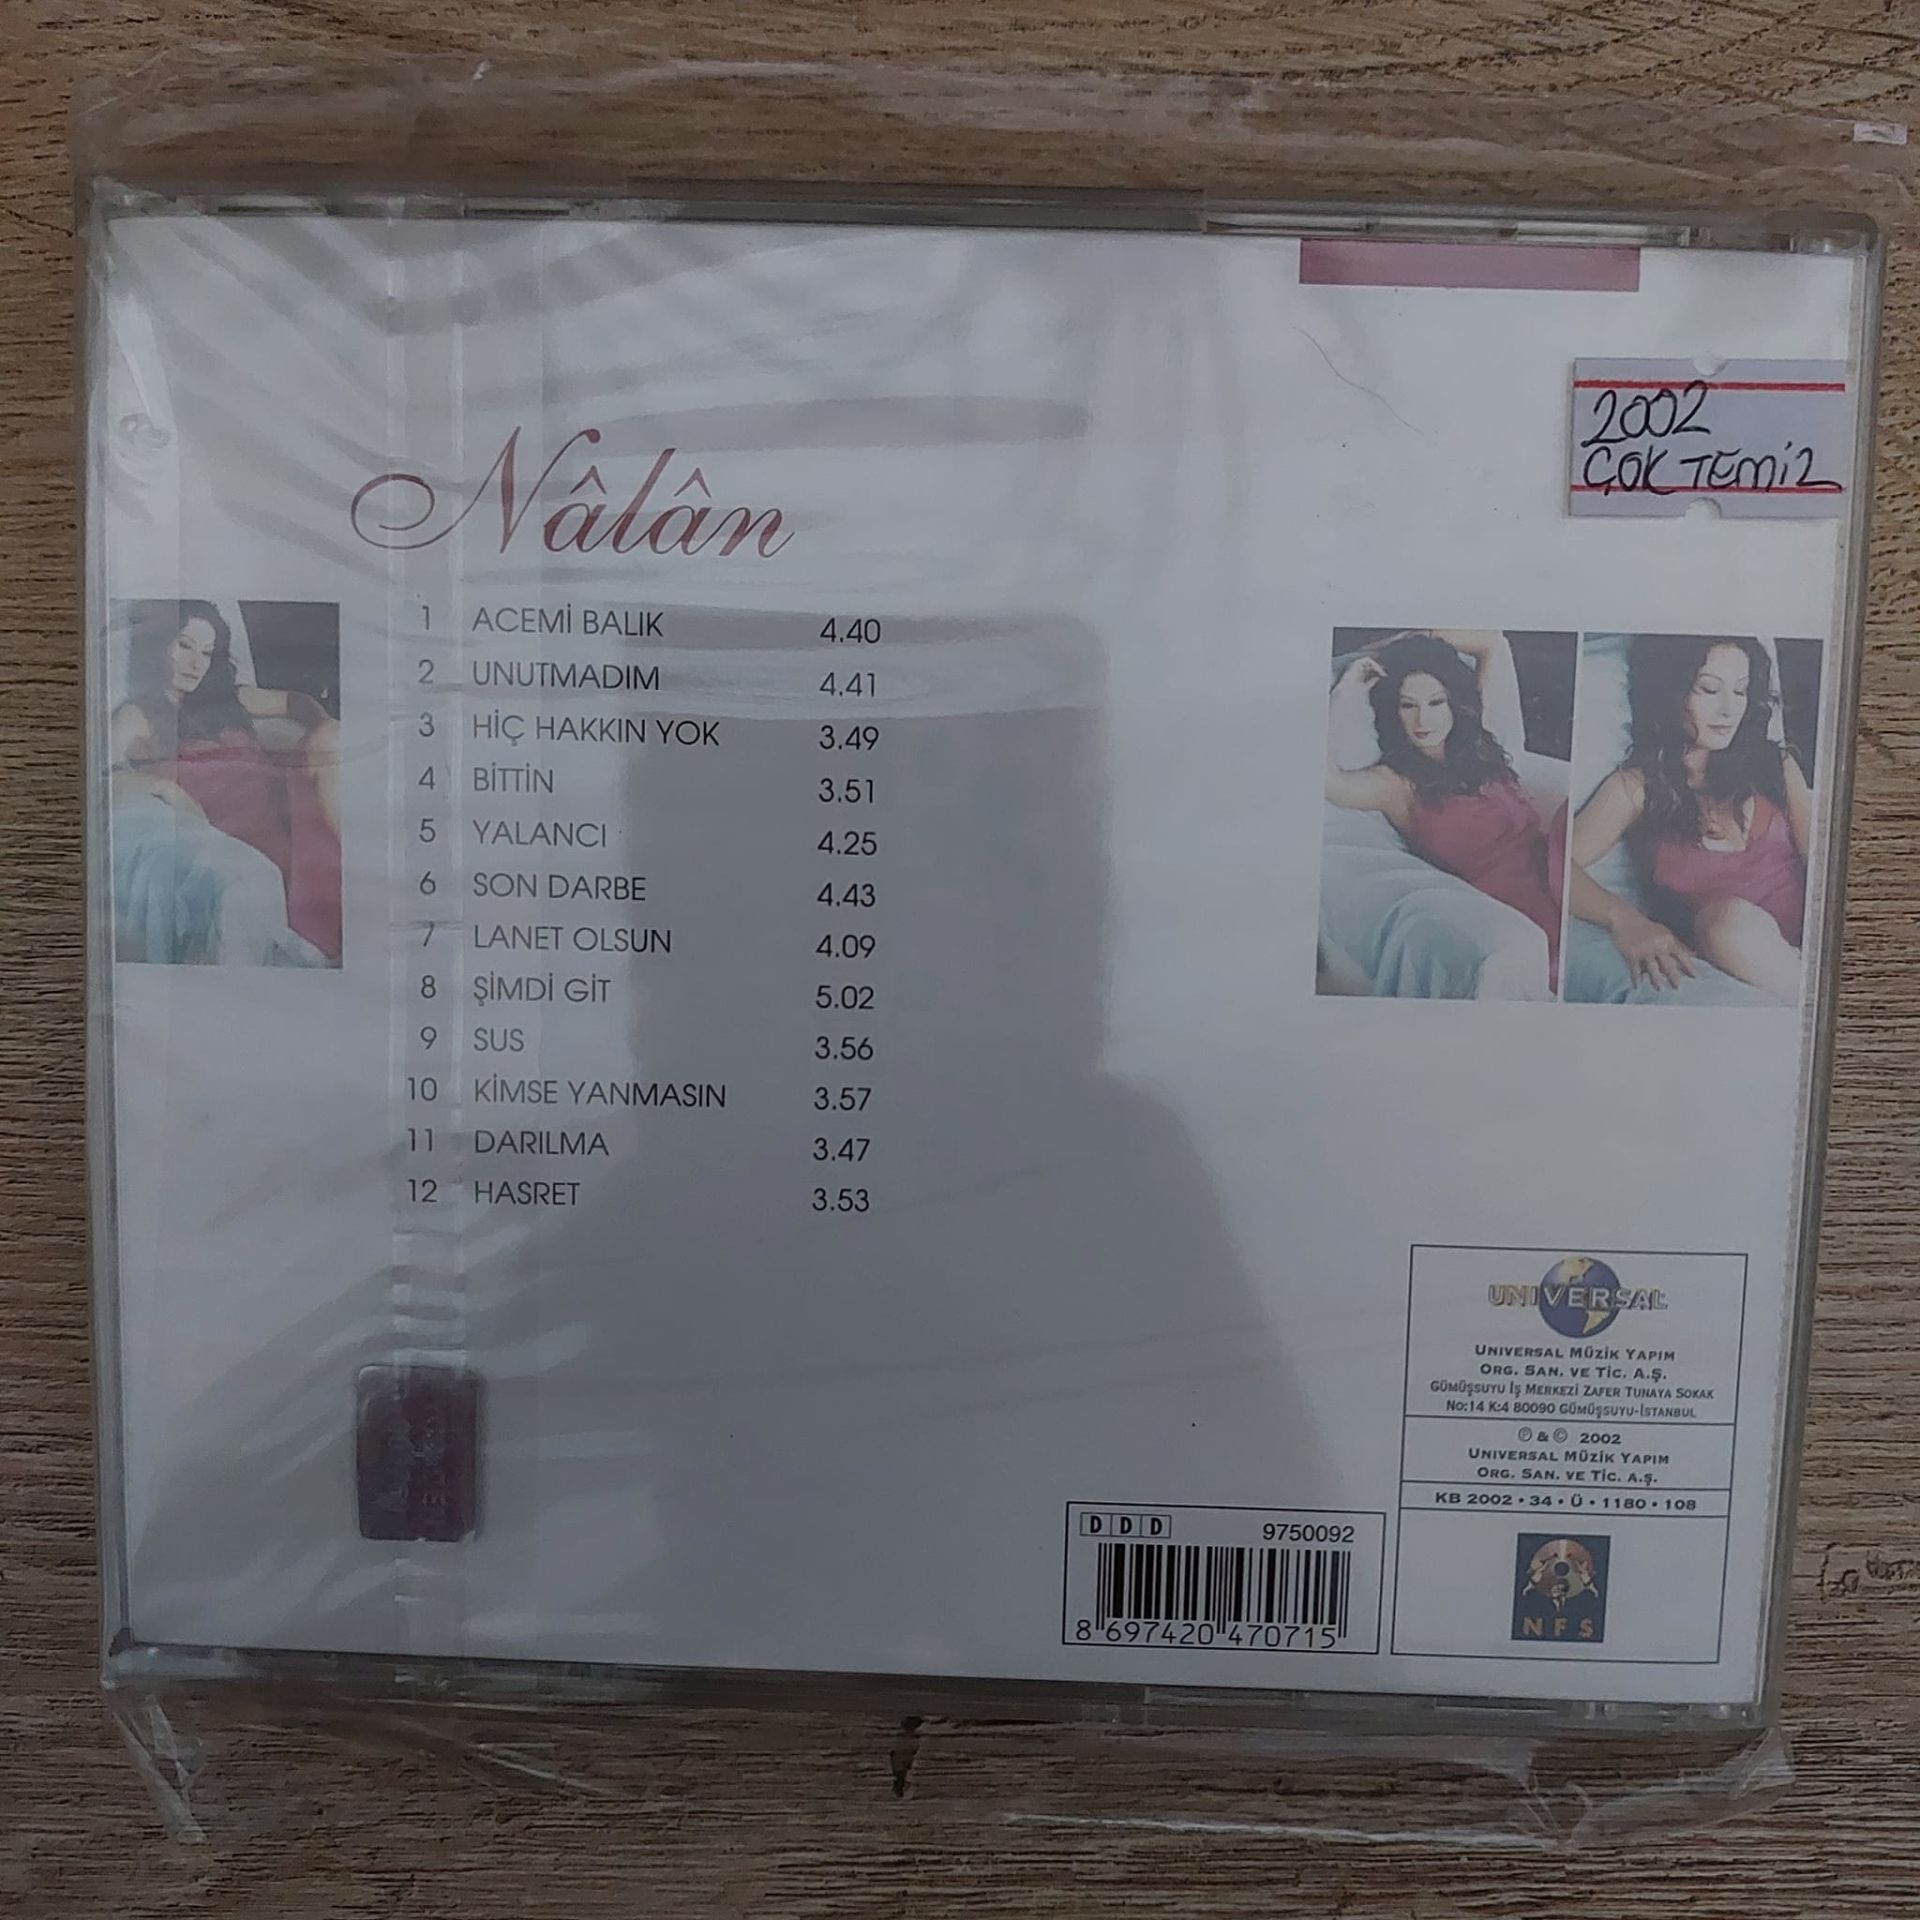 2002
ÇOK TEMİZ
Nâlân
1 ACEMİ BALIK 4.40
2 UNUTMADIM 4.41
3 HİÇ HAKKIN YOK 3.49
4 BİTTİN 3.51
5 YALANCI 4.25
6 SON DARBE 4.43
7 LANET OLSUN 4.09
8 ŞİMDİ GİT 5.02
9 SUS 3.56
10 KİMSE YANMASIN 3.57
11 DARILMA 3.47
12 HASRET 3.53
UNIVERSAL
UNIVERSAL MÜZİK YAPIM
ORG. SAN. VE TİC. A.Ş.
GÜMÜŞSUYU İŞ MERKEZİ ZAFER TUNAYA SOKAK
NO:14 K:4 80090 GÜMÜŞSUYU-İSTANBUL
℗ & © 2002
UNIVERSAL MÜZİK YAPIM
ORG. SAN. VE TİC. A.Ş.
KB 2002 • 34 • Ü • 1180 • 108
NFS
DDD 9750092
8 697420 470715